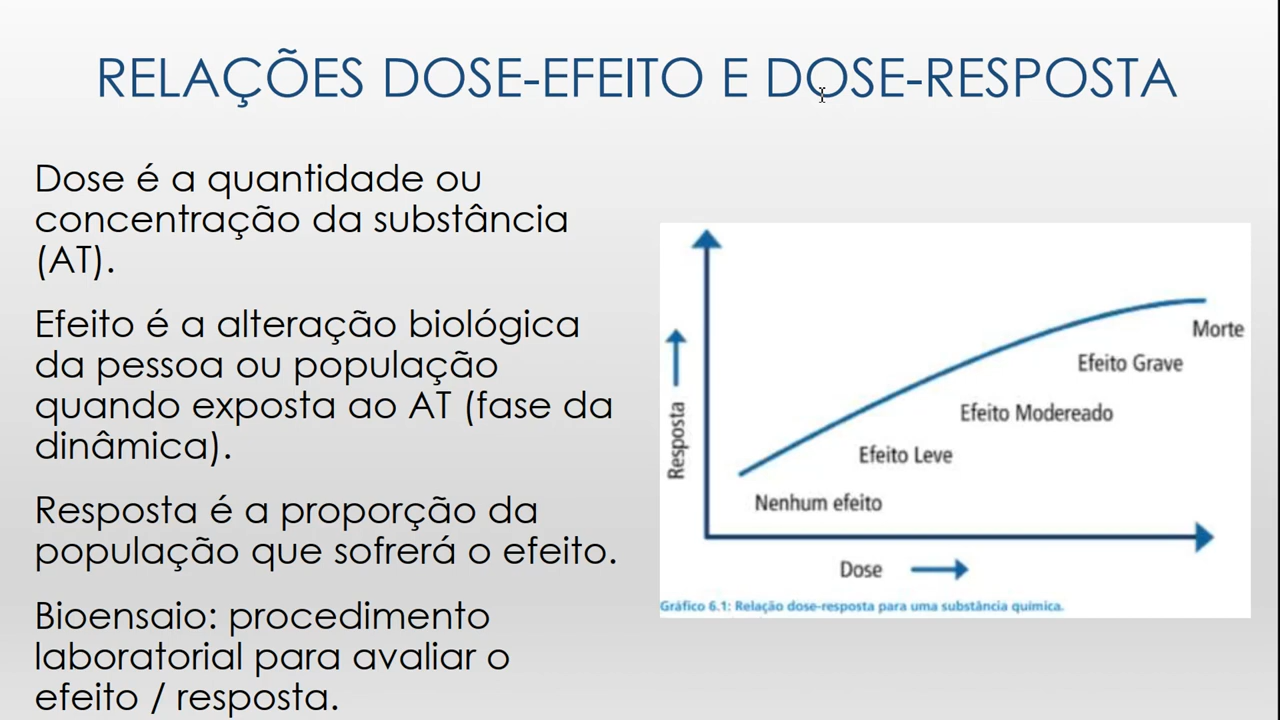 RELAÇÕES DOSE-EFEITO E DOSE-RESPOSTA
Dose é a quantidade ou
concentração da substância
(AT).
Efeito é a alteração biológica
da pessoa ou população
quando exposta ao AT (fase da
dinâmica).
Resposta é a proporção da
população que sofrerá o efeito.
Bioensaio: procedimento
laboratorial para avaliar o
efeito / resposta.
Resposta
Morte
Efeito Grave
Efeito Modereado
Efeito Leve
Nenhum efeito
Dose
Gráfico 6.1: Relação dose-resposta para uma substância química.